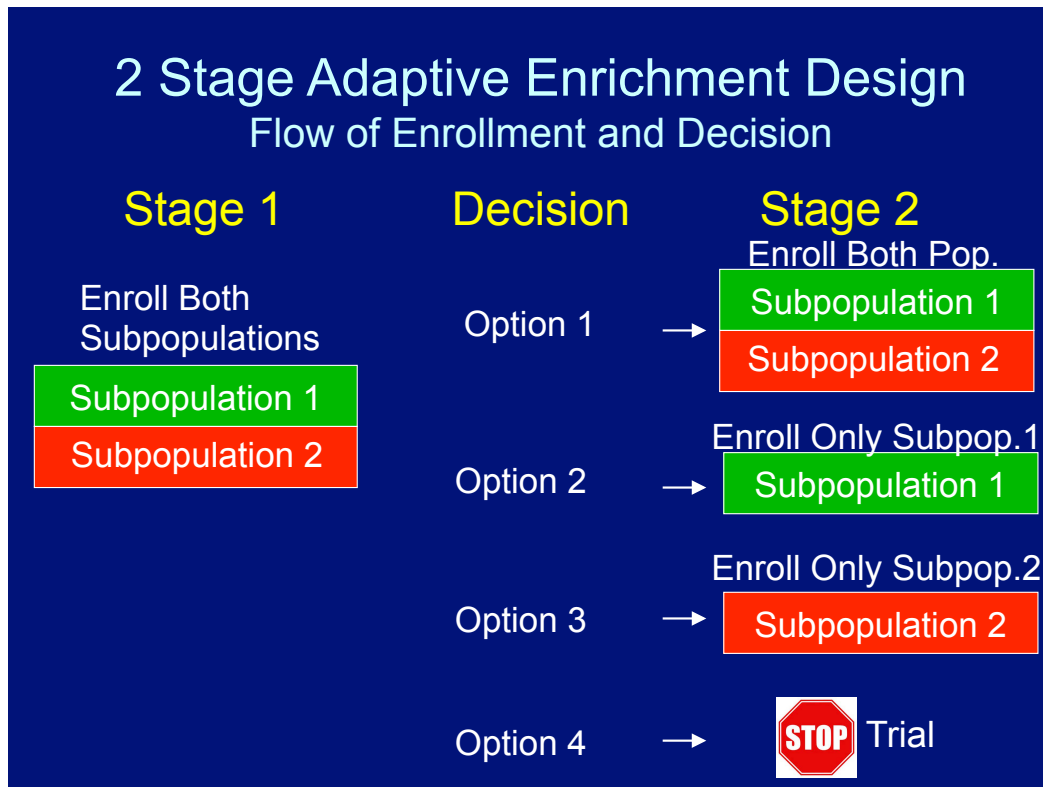 2 Stage Adaptive Enrichment Design
Flow of Enrollment and Decision
Stage 1
Enroll Both
Subpopulations
Subpopulation 1
Subpopulation 2
Decision
Stage 2
Option 1
Enroll Both Pop.
Subpopulation 1
Subpopulation 2
Option 2
Enroll Only Subpop.1
Subpopulation 1
Option 3
Enroll Only Subpop.2
Subpopulation 2
Option 4
STOP Trial